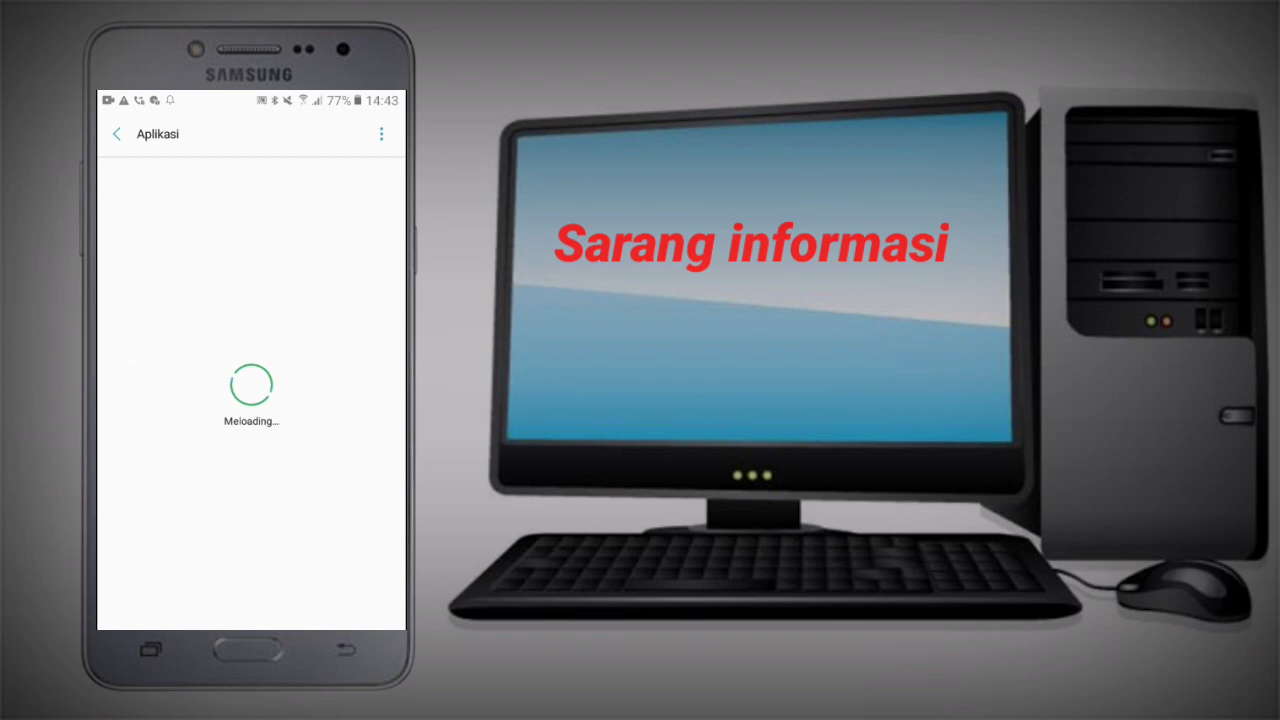 SAMSUNG
77% 14:43
Aplikasi
Meloading...
Sarang informasi